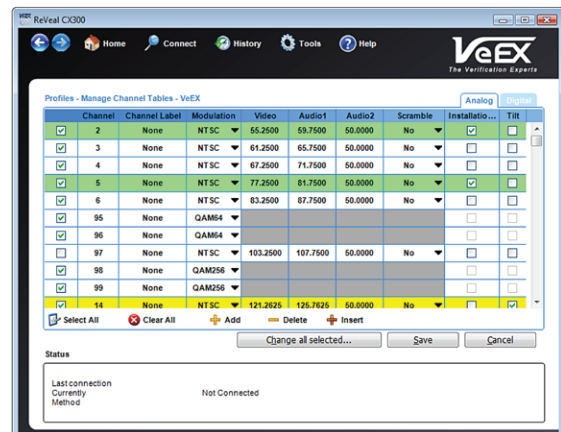 VeEX ReVeal CX300
Home Connect History Tools Help
VeEX
The Verification Experts
Profiles - Manage Channel Tables - VeEX
Analog Digital
Channel Channel Label Modulation Video Audio1 Audio2 Scramble Installatio... Tilt
2 None NTSC 55.2500 59.7500 50.0000 No
3 None NTSC 61.2500 65.7500 50.0000 No
4 None NTSC 67.2500 71.7500 50.0000 No
5 None NTSC 77.2500 81.7500 50.0000 No
6 None NTSC 83.2500 87.7500 50.0000 No
95 None QAM64
96 None QAM64
97 None NTSC 103.2500 107.7500 50.0000 No
98 None QAM256
99 None QAM256
14 None NTSC 121.2625 125.7625 50.0000 No
Select All Clear All Add Delete Insert
Change all selected... Save Cancel
Status
Last connection
Currently Not Connected
Method